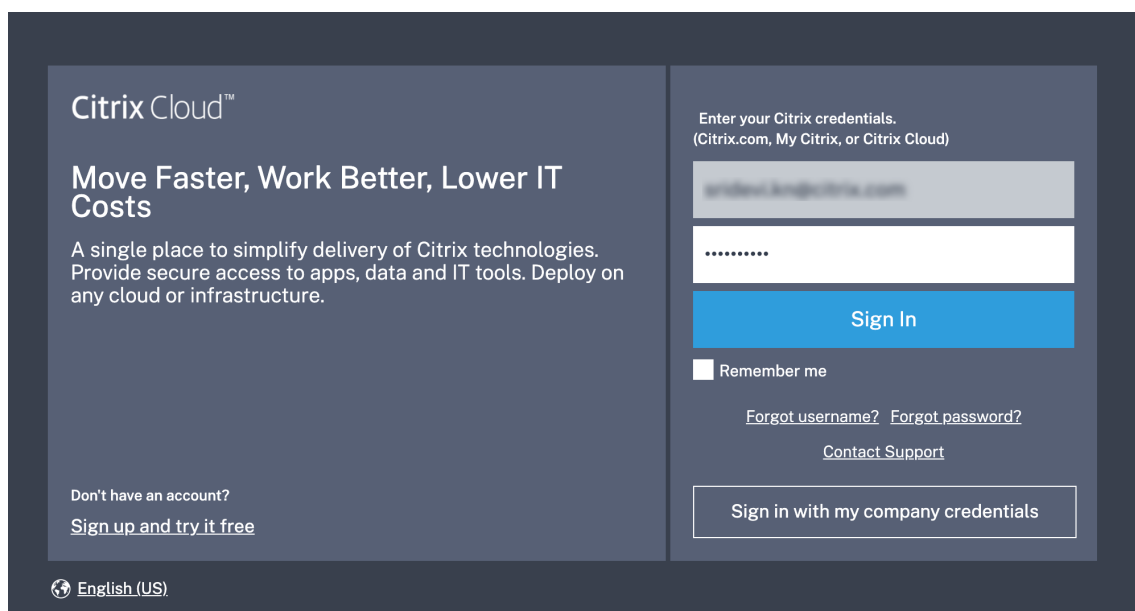 Citrix Cloud™
Move Faster, Work Better, Lower IT
Costs
A single place to simplify delivery of Citrix technologies.
Provide secure access to apps, data and IT tools. Deploy on
any cloud or infrastructure.
Don't have an account?
Sign up and try it free
Enter your Citrix credentials.
(Citrix.com, My Citrix, or Citrix Cloud)
Sign In
Remember me
Forgot username? Forgot password?
Contact Support
Sign in with my company credentials
English (US)